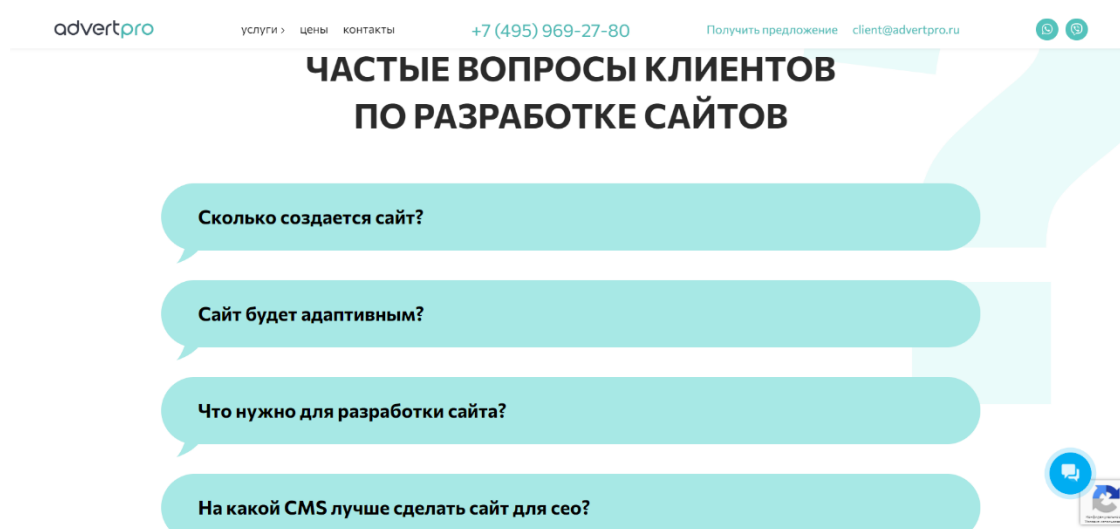 advertpro
услуги ›
цены
контакты
+7 (495) 969-27-80
Получить предложение
client@advertpro.ru
ЧАСТЫЕ ВОПРОСЫ КЛИЕНТОВ
ПО РАЗРАБОТКЕ САЙТОВ
Сколько создается сайт?
Сайт будет адаптивным?
Что нужно для разработки сайта?
На какой CMS лучше сделать сайт для сео?